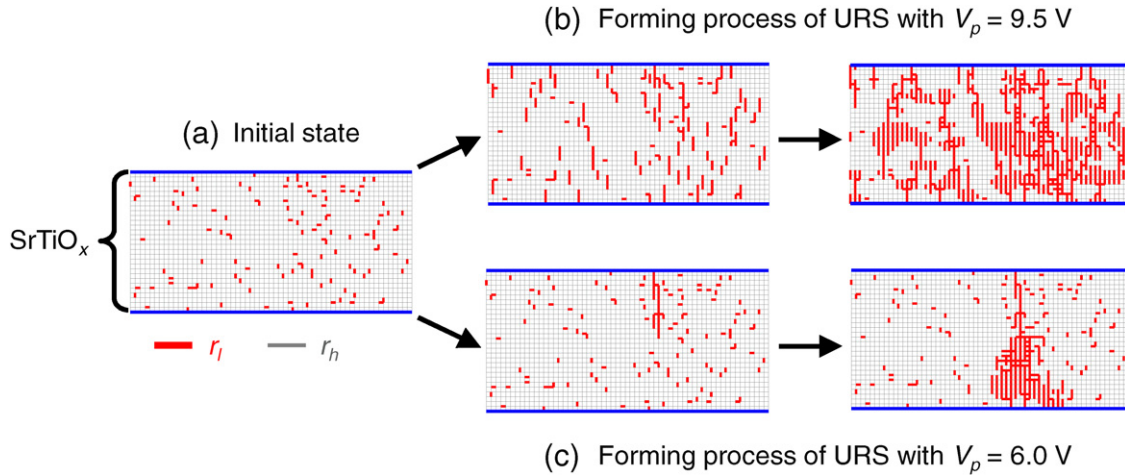 (b) Forming process of URS with Vp = 9.5 V
(a) Initial state
SrTiOx
rl
rh
(c) Forming process of URS with Vp = 6.0 V